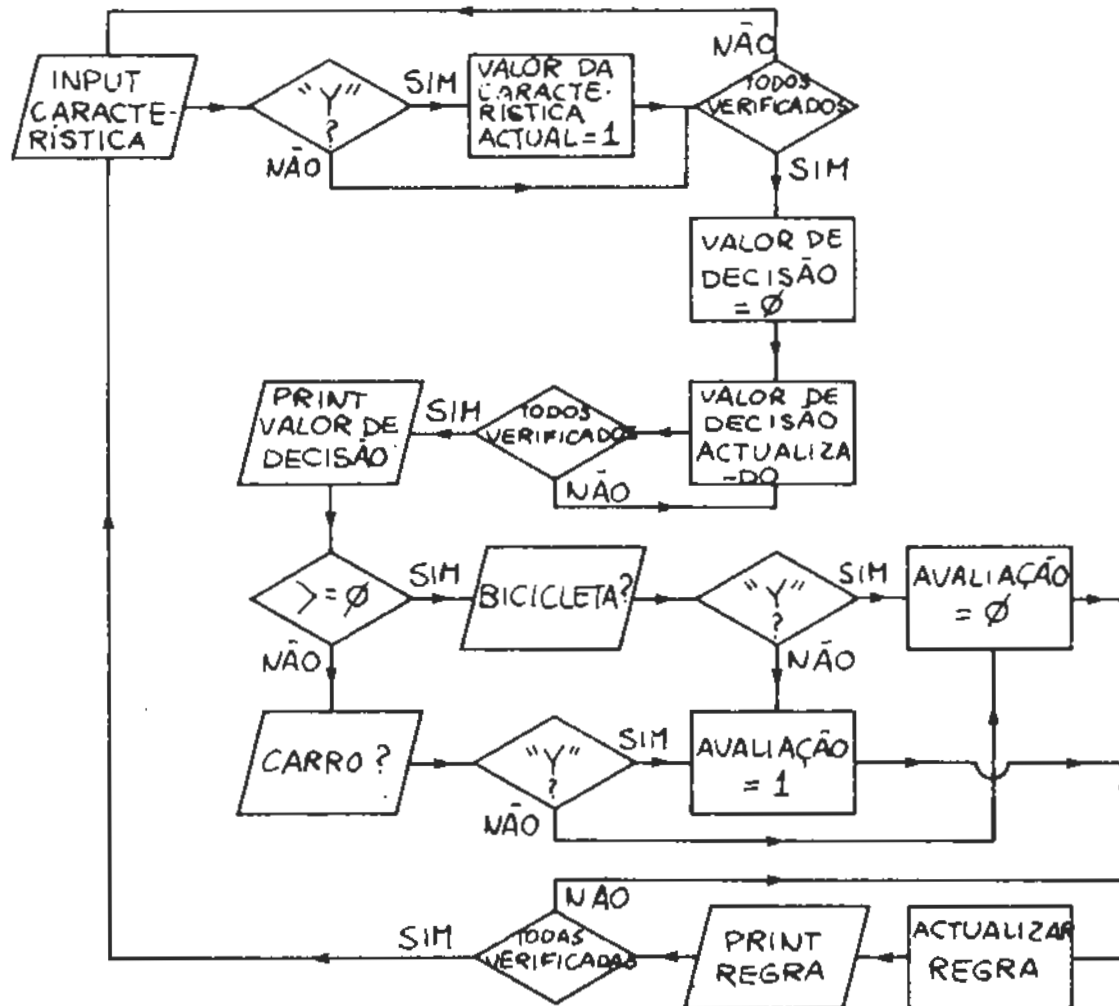 NÃO
INPUT
CARACTE-
RÍSTICA
"Y"
?
SIM
NÃO
VALOR DA
CARACTE-
RÍSTICA
ACTUAL=1
TODOS
VERIFICADOS
SIM
VALOR DE
DECISÃO
= Ø
PRINT
VALOR DE
DECISÃO
SIM
TODOS
VERIFICADOS
NÃO
VALOR DE
DECISÃO
ACTUALIZA
-DO
>=Ø
SIM
NÃO
BICICLETA?
"Y"
?
SIM
NÃO
AVALIAÇÃO
= Ø
CARRO?
"Y"
?
SIM
NÃO
AVALIAÇÃO
= 1
NÃO
SIM
TODAS
VERIFICADAS
PRINT
REGRA
ACTUALIZAR
REGRA